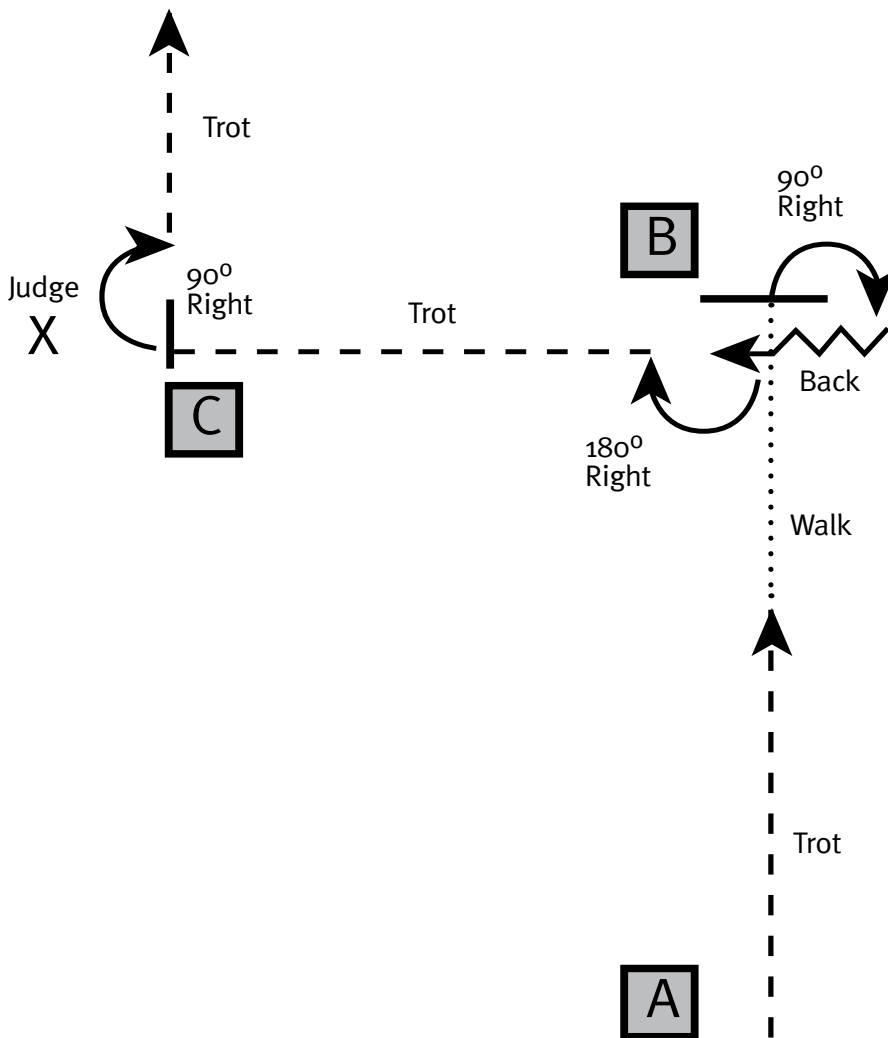 Trot
90º
Right
B
Judge
X
90º
Right
Trot
Back
C
180º
Right
Walk
Trot
A